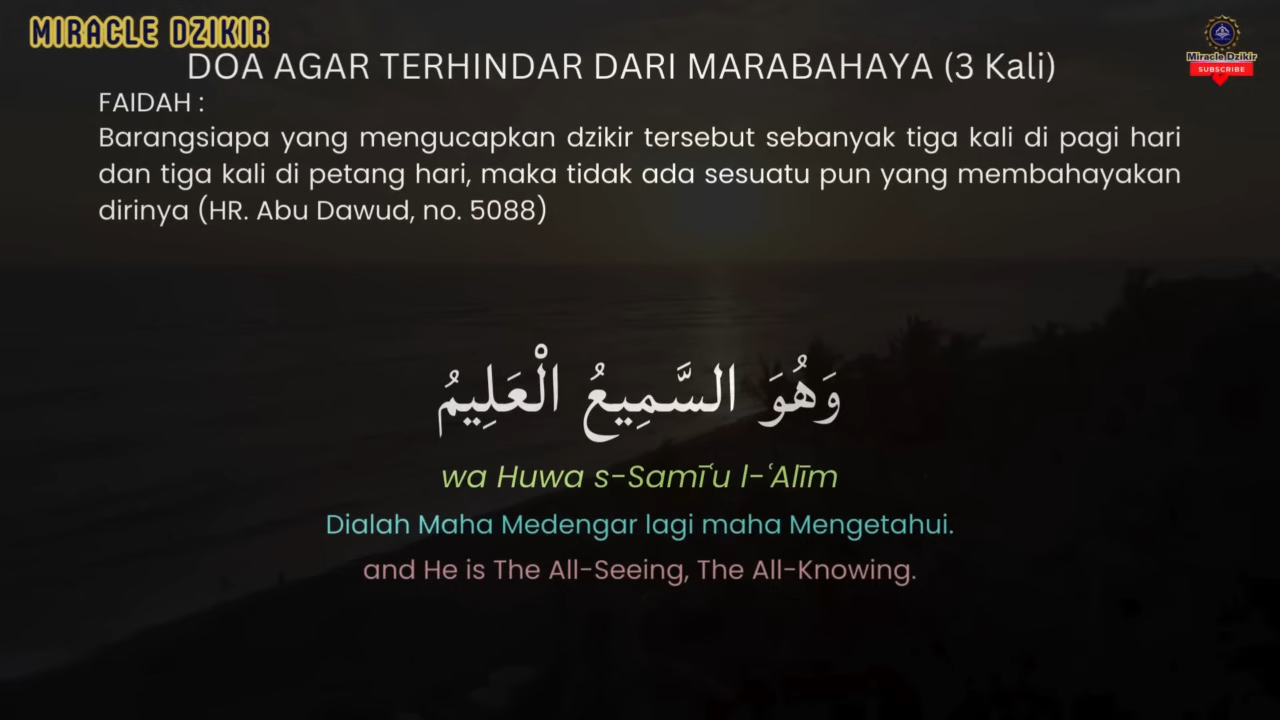 MIRACLE DZIKIR
Miracle Dzikir
SUBSCRIBE
DOA AGAR TERHINDAR DARI MARABAHAYA (3 Kali)
FAIDAH :
Barangsiapa yang mengucapkan dzikir tersebut sebanyak tiga kali di pagi hari
dan tiga kali di petang hari, maka tidak ada sesuatu pun yang membahayakan
dirinya (HR. Abu Dawud, no. 5088)
وَهُوَ السَّمِيعُ الْعَلِيمُ
wa Huwa s-Samīʿu l-ʿAlīm
Dialah Maha Medengar lagi maha Mengetahui.
and He is The All-Seeing, The All-Knowing.